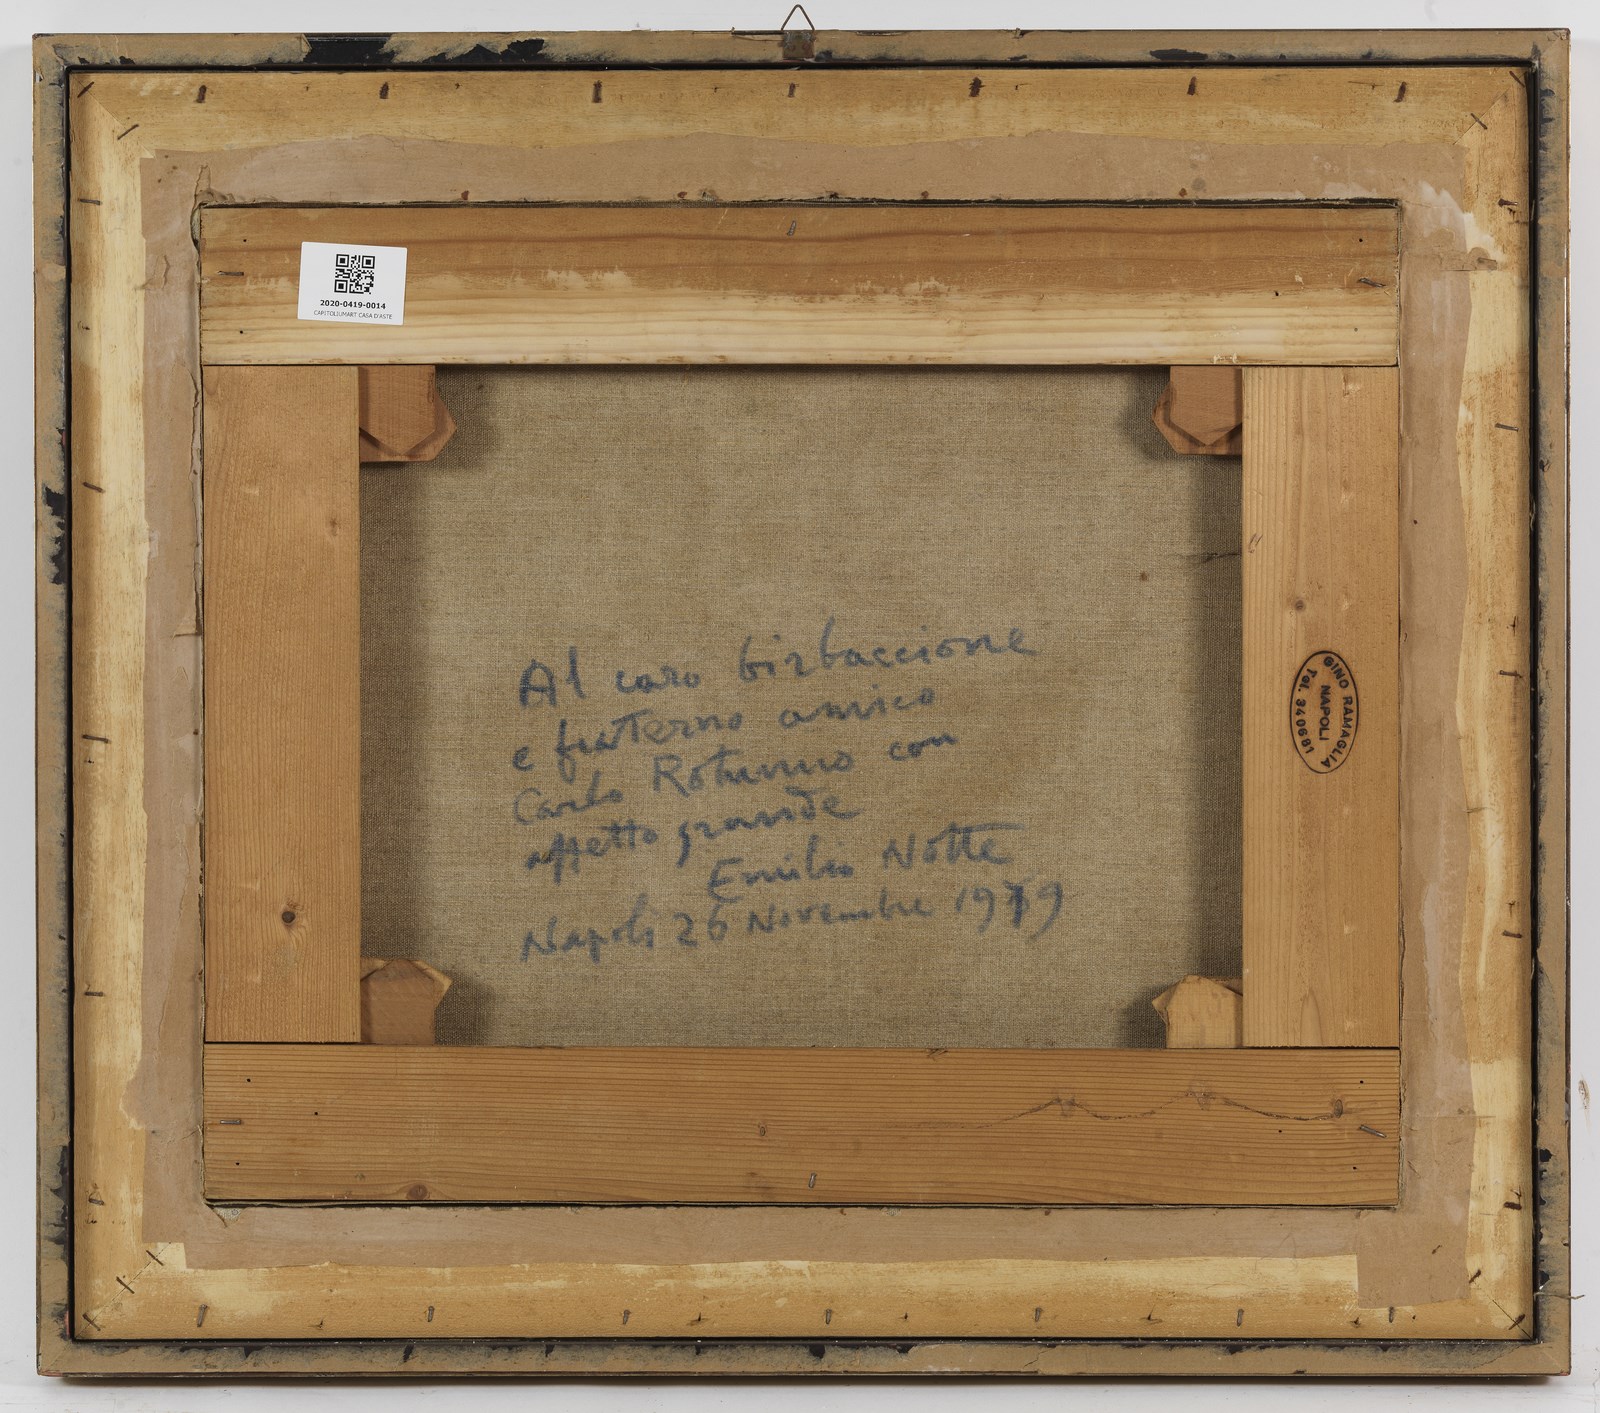 2020-0419-0014
CAPITOLIUMART CASA D'ASTE
Al caro birbaccione
e fraterno amico
Carlo Rotunno con
affetto grande
Emilio Notte
Napoli 26 Novembre 1979
GINO RAMAGLIA
NAPOLI
Tel. 340681